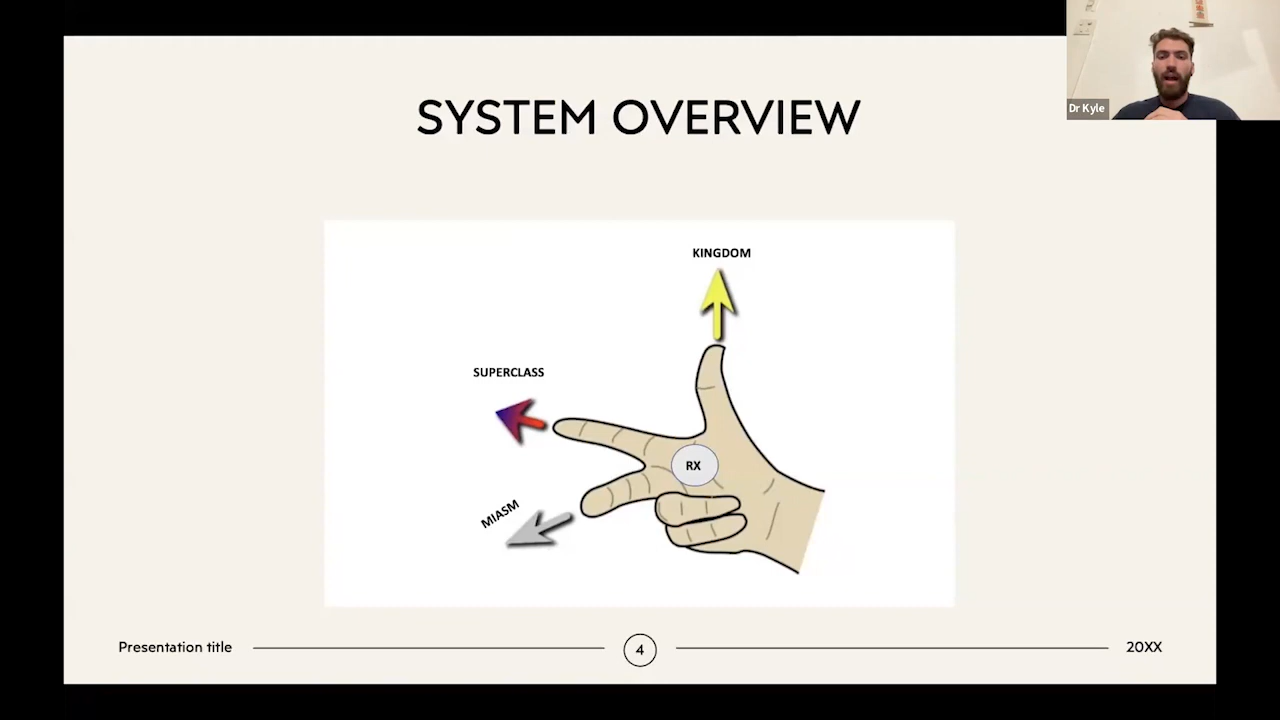 Dr Kyle
SYSTEM OVERVIEW
KINGDOM
SUPERCLASS
RX
MIASM
Presentation title
4
20XX